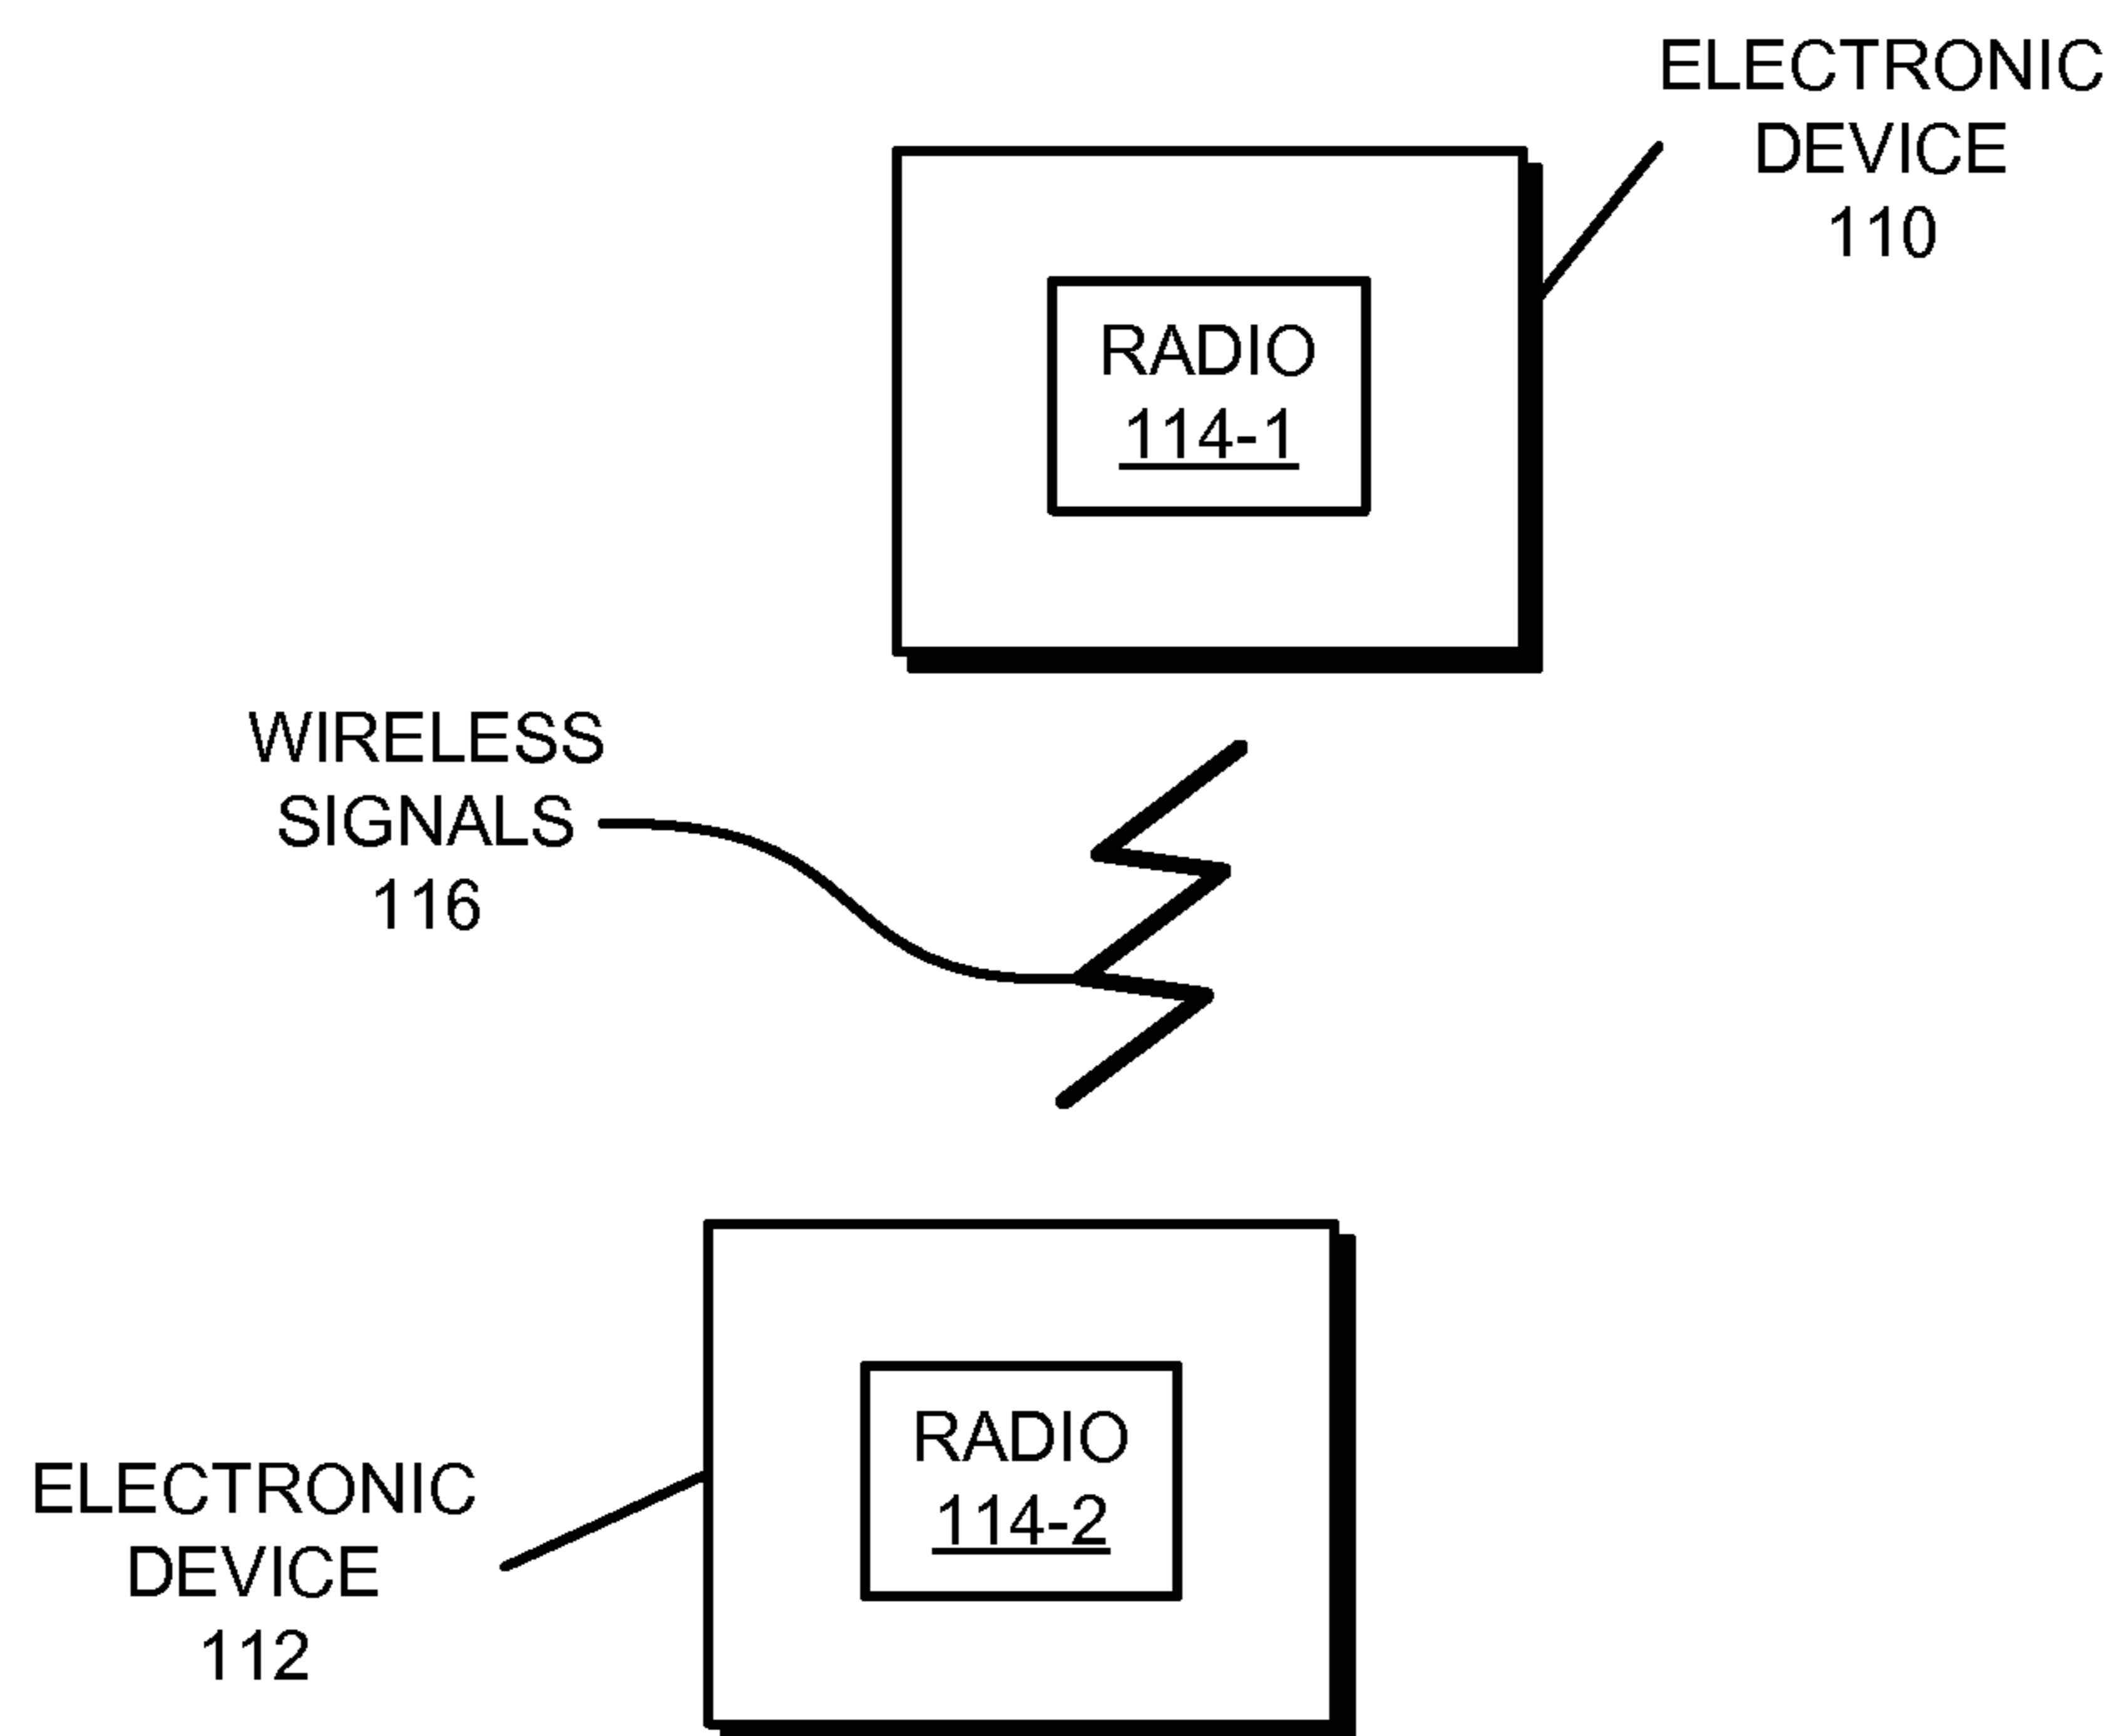 ELECTRONIC
DEVICE
110
RADIO
114-1
WIRELESS
SIGNALS
116
RADIO
114-2
ELECTRONIC
DEVICE
112